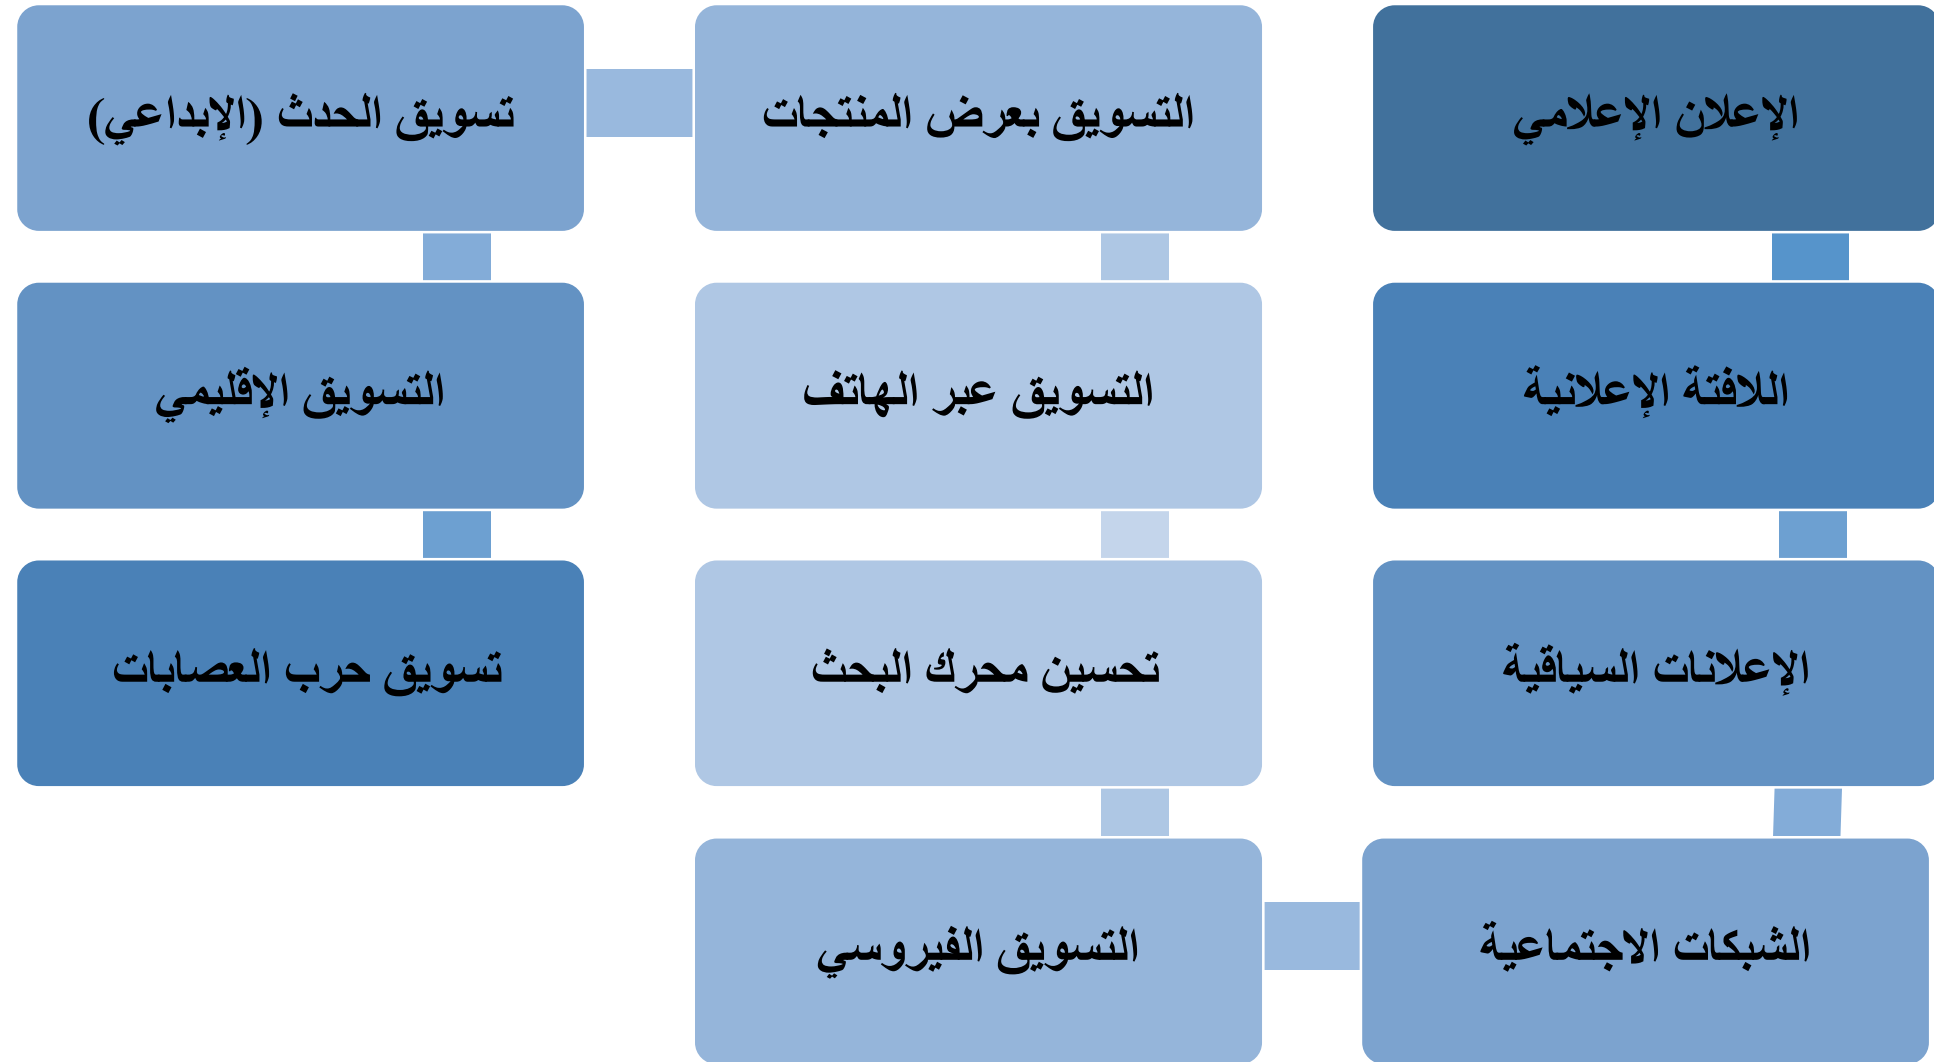 الإعلان الإعلامي
اللافتة الإعلانية
الإعلانات السياقية
الشبكات الاجتماعية
التسويق الفيروسي
تحسين محرك البحث
التسويق عبر الهاتف
التسويق بعرض المنتجات
تسويق الحدث (الإبداعي)
التسويق الإقليمي
تسويق حرب العصابات